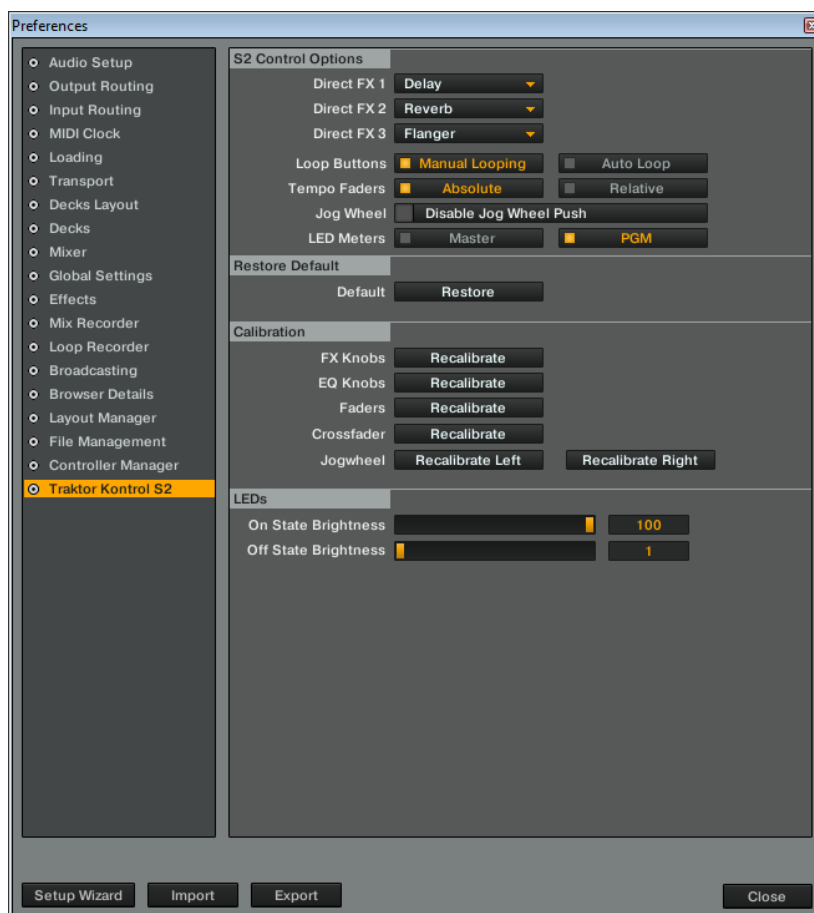 Preferences
Audio Setup
Output Routing
Input Routing
MIDI Clock
Loading
Transport
Decks Layout
Decks
Mixer
Global Settings
Effects
Mix Recorder
Loop Recorder
Broadcasting
Browser Details
Layout Manager
File Management
Controller Manager
Traktor Kontrol S2
S2 Control Options
Direct FX 1 Delay
Direct FX 2 Reverb
Direct FX 3 Flanger
Loop Buttons Manual Looping Auto Loop
Tempo Faders Absolute Relative
Jog Wheel Disable Jog Wheel Push
LED Meters Master PGM
Restore Default
Default Restore
Calibration
FX Knobs Recalibrate
EQ Knobs Recalibrate
Faders Recalibrate
Crossfader Recalibrate
Jogwheel Recalibrate Left Recalibrate Right
LEDs
On State Brightness 100
Off State Brightness 1
Setup Wizard Import Export Close